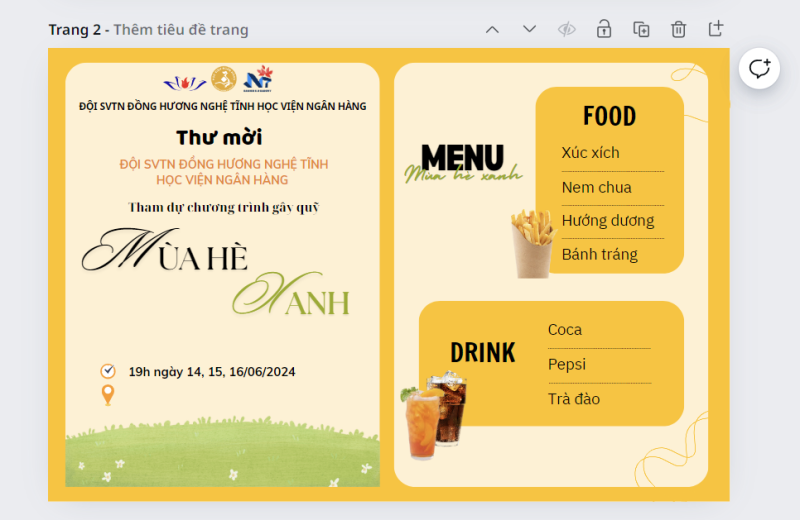 Trang 2 - Thêm tiêu đề trang
ĐỘI SVTN ĐỒNG HƯƠNG NGHỆ TĨNH HỌC VIỆN NGÂN HÀNG
Thư mời
ĐỘI SVTN ĐỒNG HƯƠNG NGHỆ TĨNH
HỌC VIỆN NGÂN HÀNG
Tham dự chương trình gây quỹ
MÙA HÈ
XANH
19h ngày 14, 15, 16/06/2024
MENU
Mùa hè xanh
FOOD
Xúc xích
Nem chua
Hướng dương
Bánh tráng
DRINK
Coca
Pepsi
Trà đào